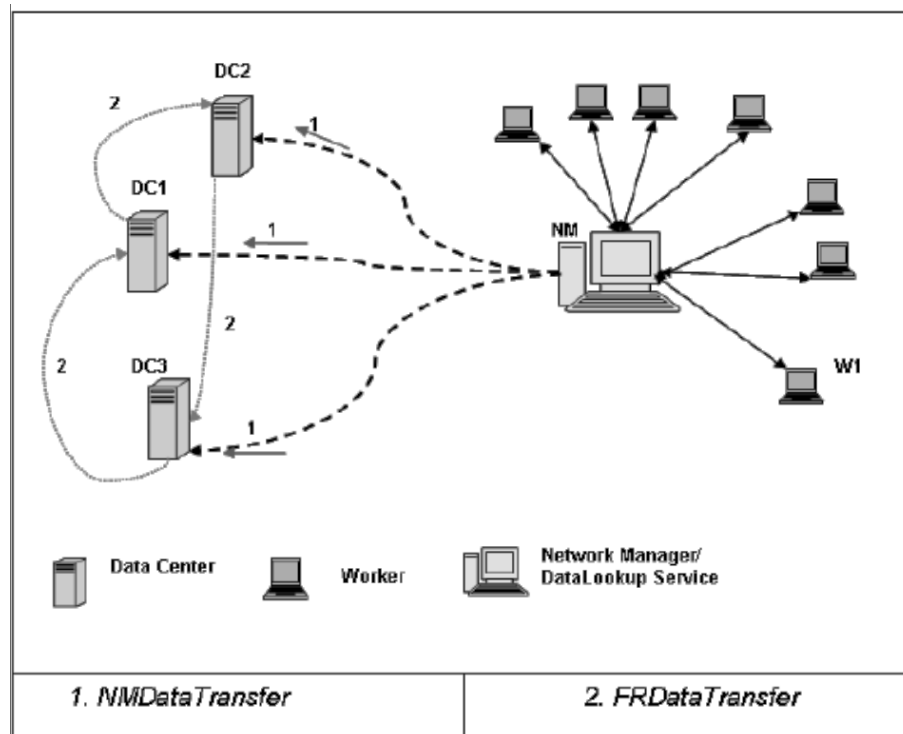 DC2
2
1
DC1
1
NM
2
2
DC3
W1
1
Data Center
Worker
Network Manager/
DataLookup Service
1. NMDataTransfer
2. FRDataTransfer